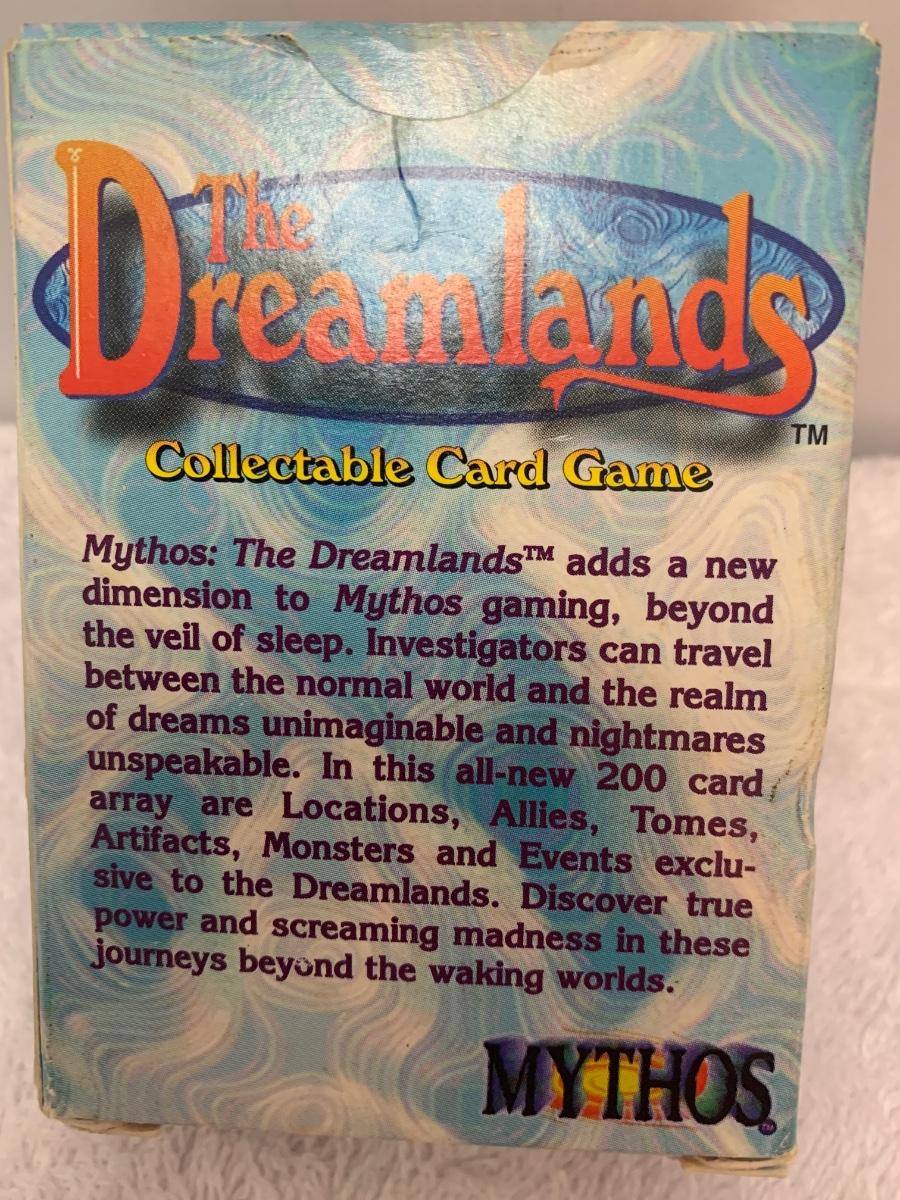 The
Dreamlands
TM
Collectable Card Game
Mythos: The Dreamlands™ adds a new
dimension to Mythos gaming, beyond
the veil of sleep. Investigators can travel
between the normal world and the realm
of dreams unimaginable and nightmares
unspeakable. In this all-new 200 card
array are Locations, Allies, Tomes,
Artifacts, Monsters and Events exclu-
sive to the Dreamlands. Discover true
power and screaming madness in these
journeys beyond the waking worlds.
MYTHOS™